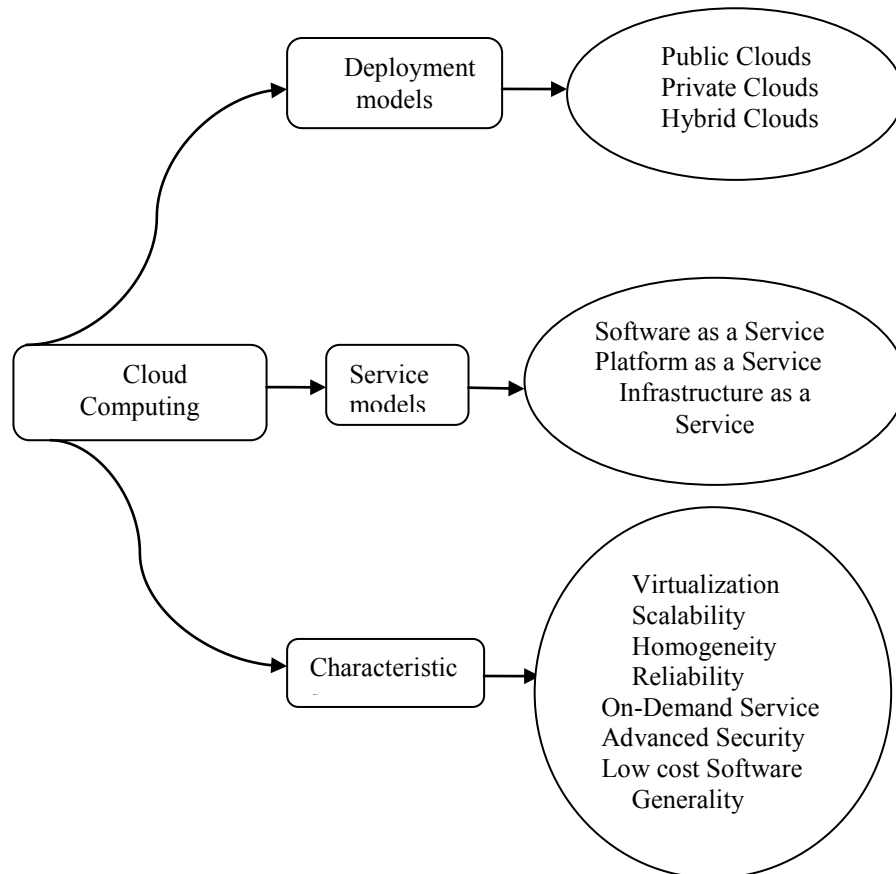 Deployment
models
Public Clouds
Private Clouds
Hybrid Clouds
Cloud
Computing
Service
models
Software as a Service
Platform as a Service
Infrastructure as a
Service
Characteristic
Virtualization
Scalability
Homogeneity
Reliability
On-Demand Service
Advanced Security
Low cost Software
Generality